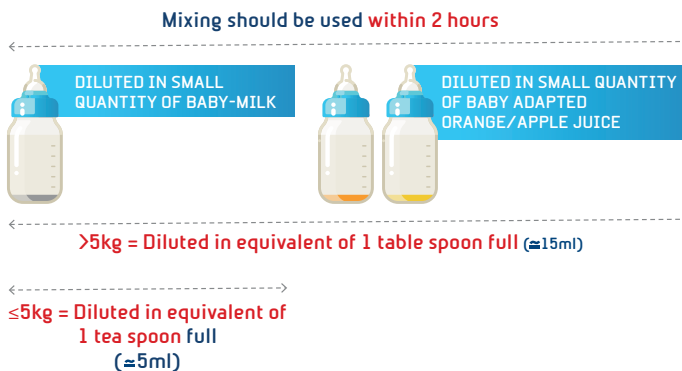 Mixing should be used within 2 hours
DILUTED IN SMALL
QUANTITY OF BABY-MILK
DILUTED IN SMALL QUANTITY
OF BABY ADAPTED
ORANGE/APPLE JUICE
>5kg = Diluted in equivalent of 1 table spoon full (≃15ml)
≤5kg = Diluted in equivalent of
1 tea spoon full
(≃5ml)